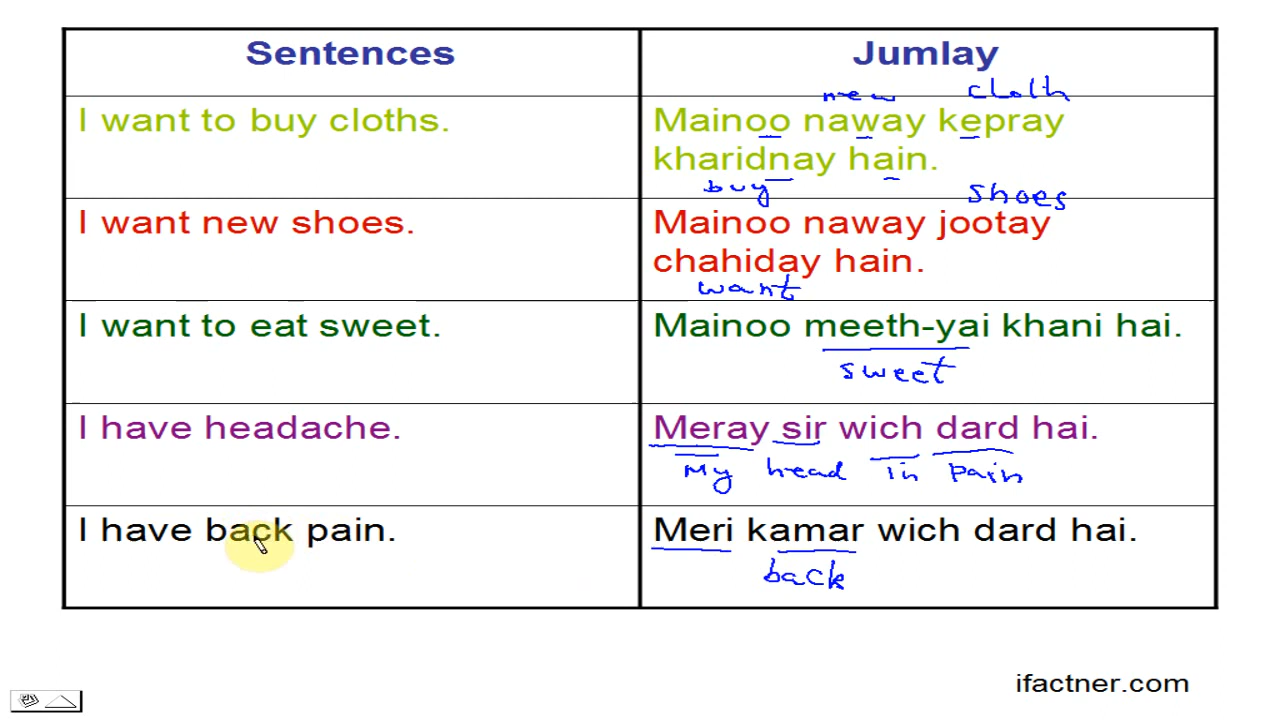 Sentences Jumlay
new cloth
I want to buy cloths. Mainoo naway kepray
kharidnay hain.
buy shoes
I want new shoes. Mainoo naway jootay
chahiday hain.
want
I want to eat sweet. Mainoo meeth-yai khani hai.
sweet
I have headache. Meray sir wich dard hai.
My head in Pain
I have back pain. Meri kamar wich dard hai.
back
ifactner.com